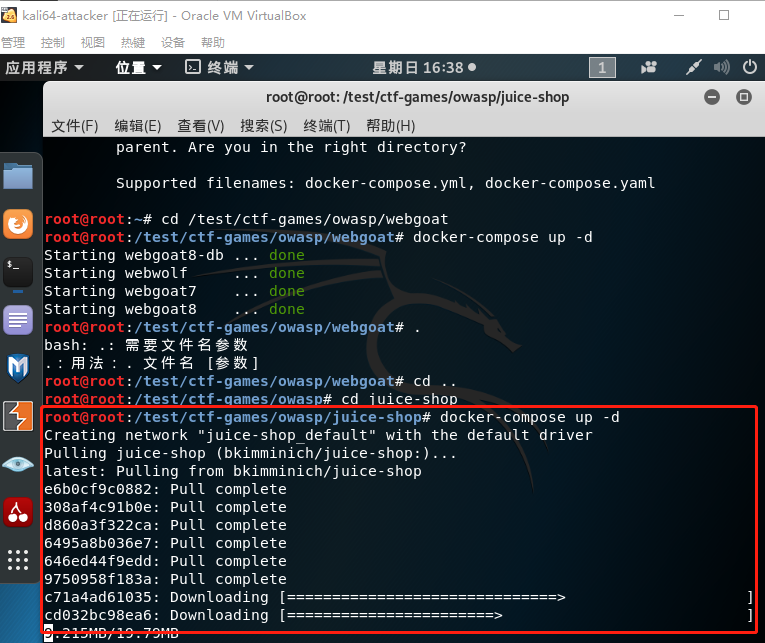 kali64-attacker [正在运行] - Oracle VM VirtualBox
管理 控制 视图 热键 设备 帮助
应用程序 位置 终端 星期日 16:38 1
root@root: /test/ctf-games/owasp/juice-shop
文件(F) 编辑(E) 查看(V) 搜索(S) 终端(T) 帮助(H)
parent. Are you in the right directory?
Supported filenames: docker-compose.yml, docker-compose.yaml
root@root:~# cd /test/ctf-games/owasp/webgoat
root@root:/test/ctf-games/owasp/webgoat# docker-compose up -d
Starting webgoat8-db ... done
Starting webwolf     ... done
Starting webgoat7    ... done
Starting webgoat8    ... done
root@root:/test/ctf-games/owasp/webgoat# .
bash: .: 需要文件名参数
.: 用法：. 文件名 [参数]
root@root:/test/ctf-games/owasp/webgoat# cd ..
root@root:/test/ctf-games/owasp# cd juice-shop
root@root:/test/ctf-games/owasp/juice-shop# docker-compose up -d
Creating network "juice-shop_default" with the default driver
Pulling juice-shop (bkimminich/juice-shop:)...
latest: Pulling from bkimminich/juice-shop
e6b0cf9c0882: Pull complete
308af4c91b0e: Pull complete
d860a3f322ca: Pull complete
6495a8b036e7: Pull complete
646ed44f9edd: Pull complete
9750958f183a: Pull complete
c71a4ad61035: Downloading [==============================>                    ]
cd032bc98ea6: Downloading [=======================>                           ]
9.215MB/19.79MB